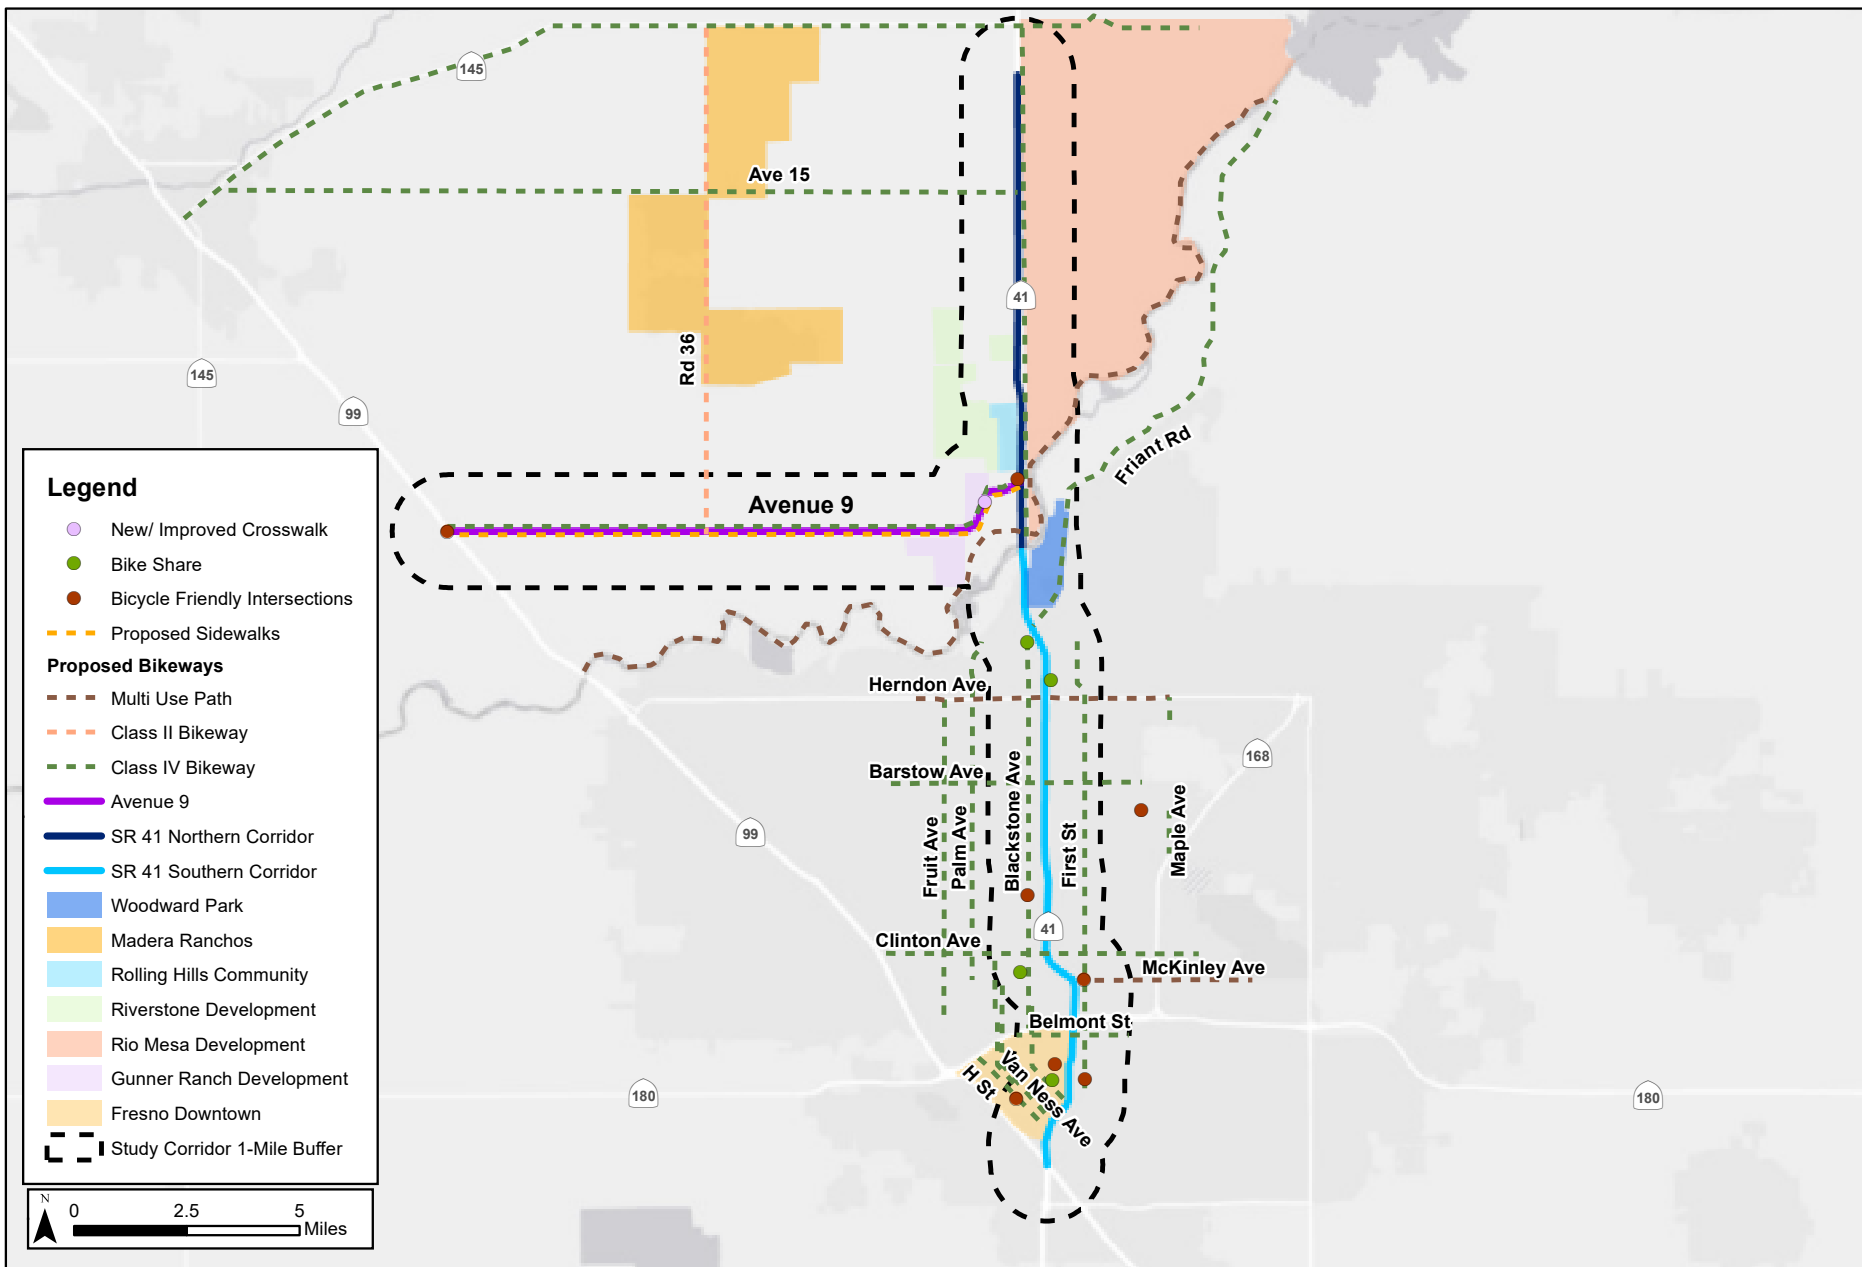 145
Ave 15
41
Rd 36
145
99
Friant Rd
Avenue 9
Legend
New/ Improved Crosswalk
Bike Share
Bicycle Friendly Intersections
Proposed Sidewalks
Proposed Bikeways
Multi Use Path
Class II Bikeway
Class IV Bikeway
Avenue 9
SR 41 Northern Corridor
SR 41 Southern Corridor
Woodward Park
Madera Ranchos
Rolling Hills Community
Riverstone Development
Rio Mesa Development
Gunner Ranch Development
Fresno Downtown
Study Corridor 1-Mile Buffer
N
0 2.5 5
Miles
Herndon Ave
168
Barstow Ave
99
Fruit Ave
Palm Ave
Blackstone Ave
First St
Maple Ave
41
Clinton Ave
McKinley Ave
Belmont St
Van Ness Ave
H St
180
180